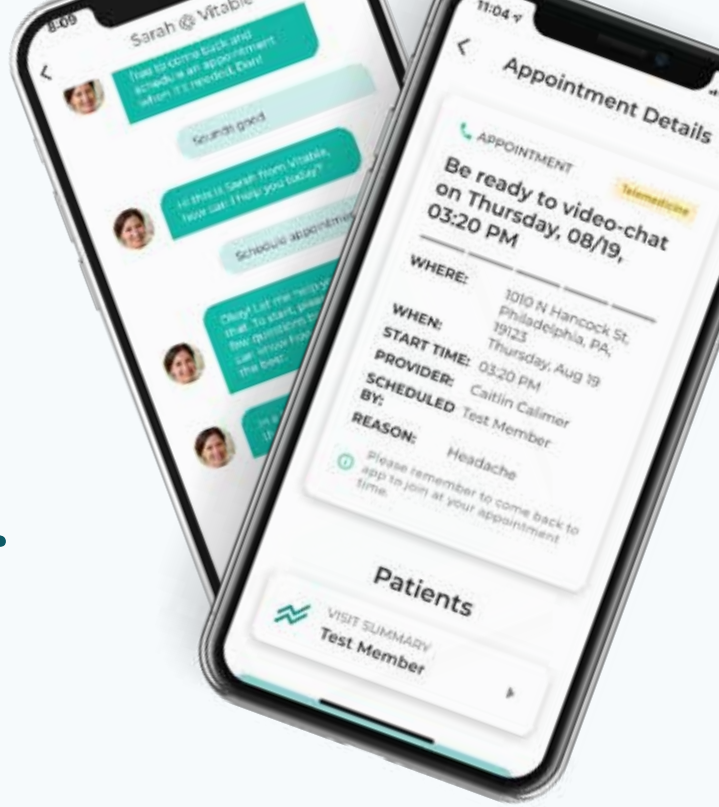 8:09
Sarah @ Vitable
free to come back and
schedule an appointment
when it's needed, Dan!
Sounds good
Hi this is Sarah from Vitable,
how can I help you today?
Schedule appointment
Okay! Let me help you
that. To start, please
few questions
the best.
11:04
Appointment Details
APPOINTMENT
Telemedicine
Be ready to video-chat
on Thursday, 08/19,
03:20 PM
WHERE:
1010 N Hancock St,
Philadelphia, PA,
19123
WHEN:
Thursday, Aug 19
START TIME:
03:20 PM
PROVIDER:
Caitlin Calimer
SCHEDULED
BY:
Test Member
REASON:
Headache
Please remember to come back to
app to join at your appointment
time.
Patients
VISIT SUMMARY
Test Member